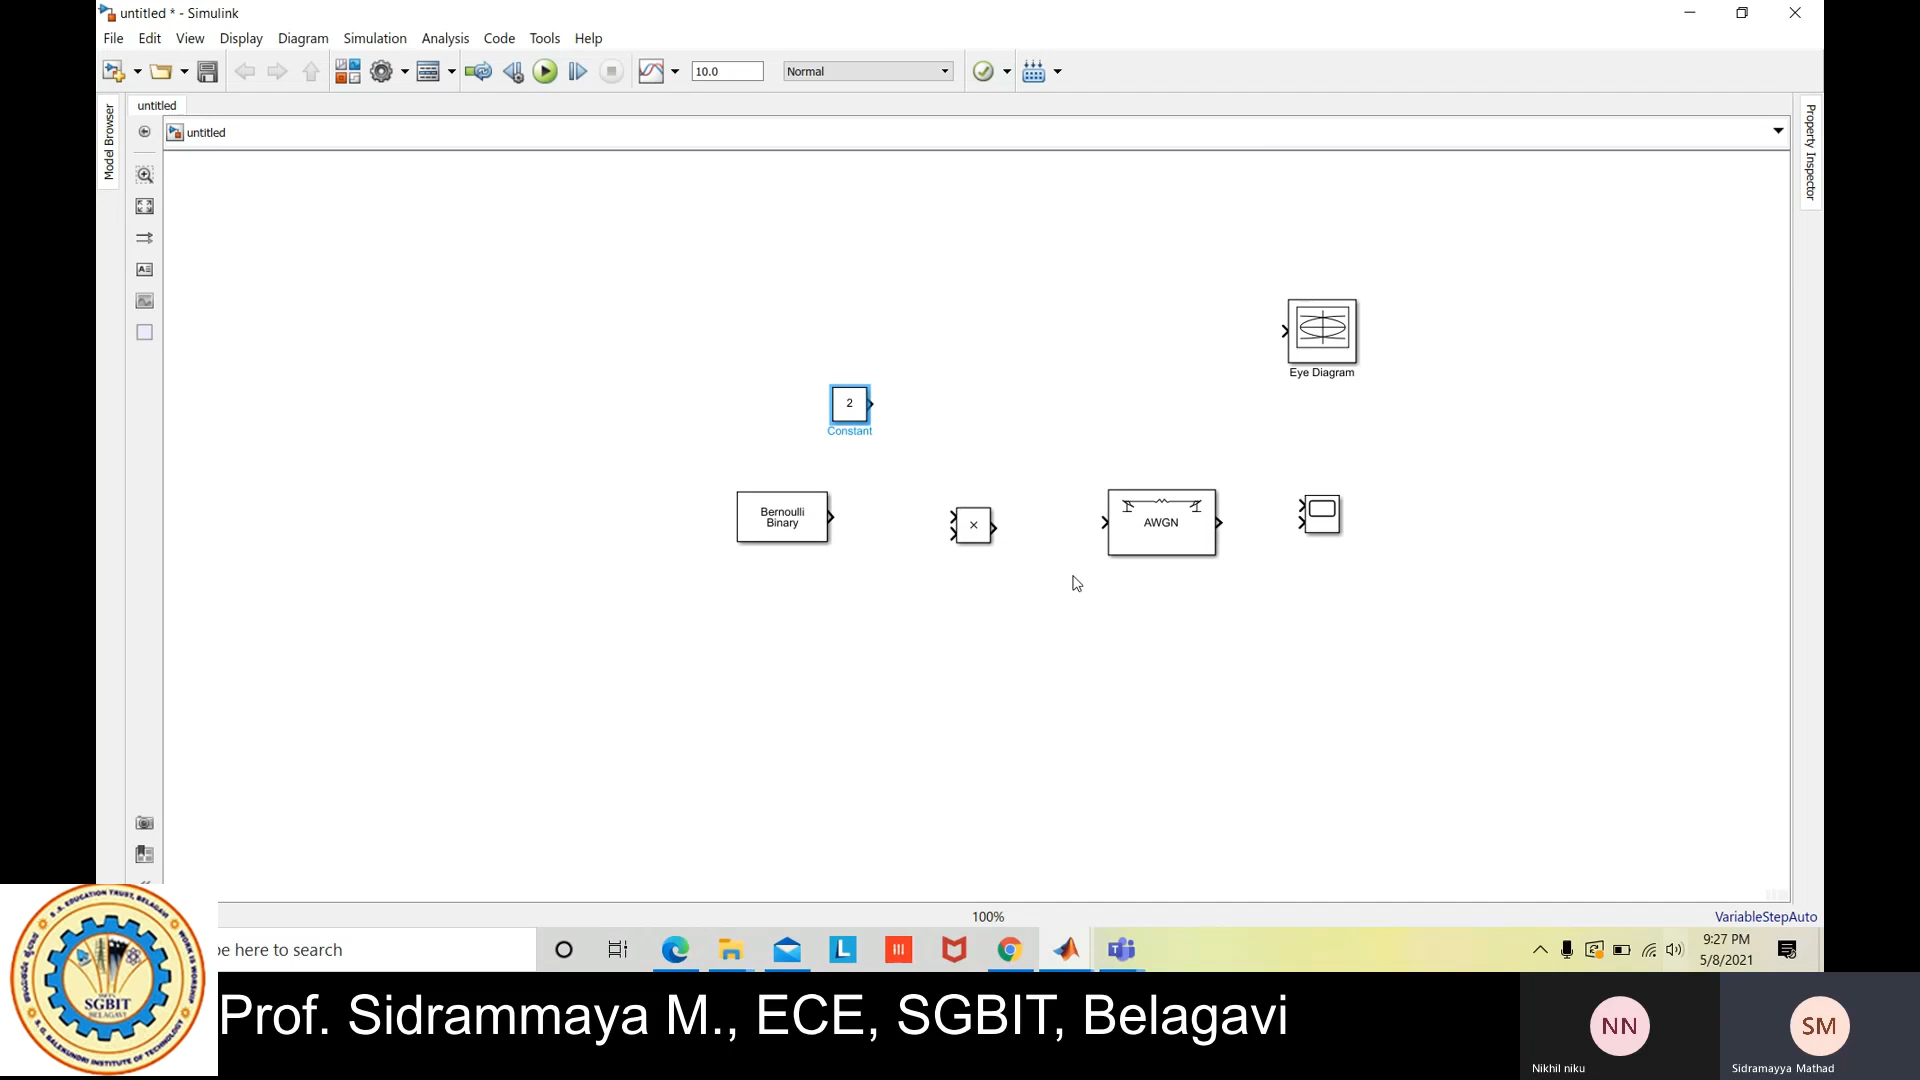 untitled * - Simulink
File Edit View Display Diagram Simulation Analysis Code Tools Help
10.0
Normal
untitled
untitled
Model Browser
Property Inspector
Eye Diagram
2
Constant
Bernoulli
Binary
×
AWGN
100%
VariableStepAuto
pe here to search
9:27 PM
5/8/2021
SGBIT
BELAGAVI
Prof. Sidrammaya M., ECE, SGBIT, Belagavi
NN
Nikhil niku
SM
Sidramayya Mathad